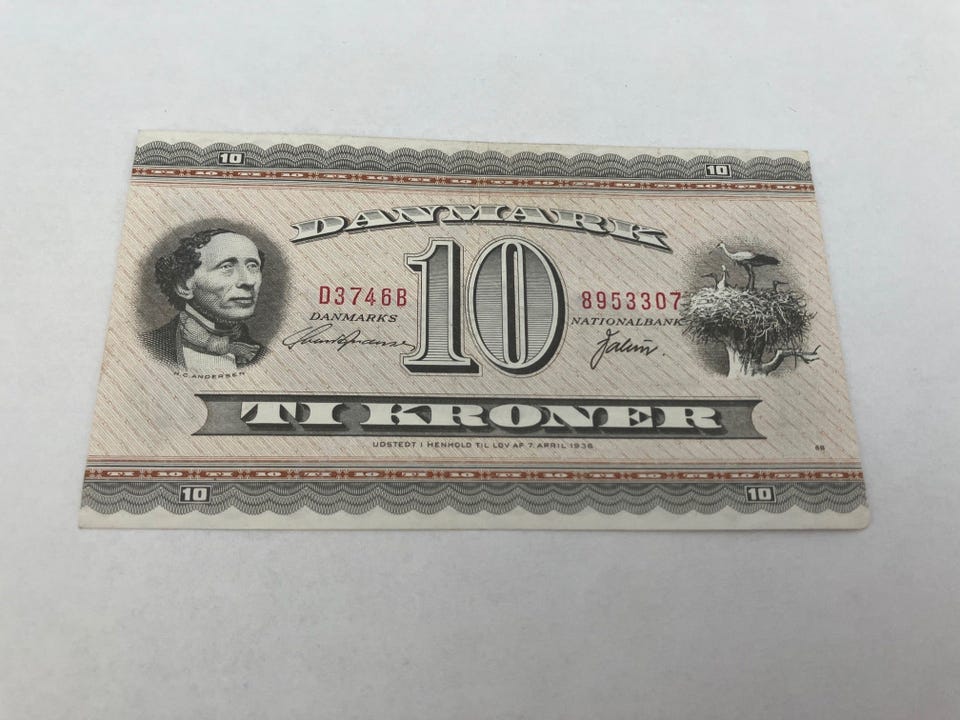 10 10
DANMARK
10
D3746B 8953307
DANMARKS NATIONALBANK
H.C.ANDERSEN
TI KRONER
UDSTEDT I HENHOLD TIL LOV AF 7. APRIL 1936
10 10